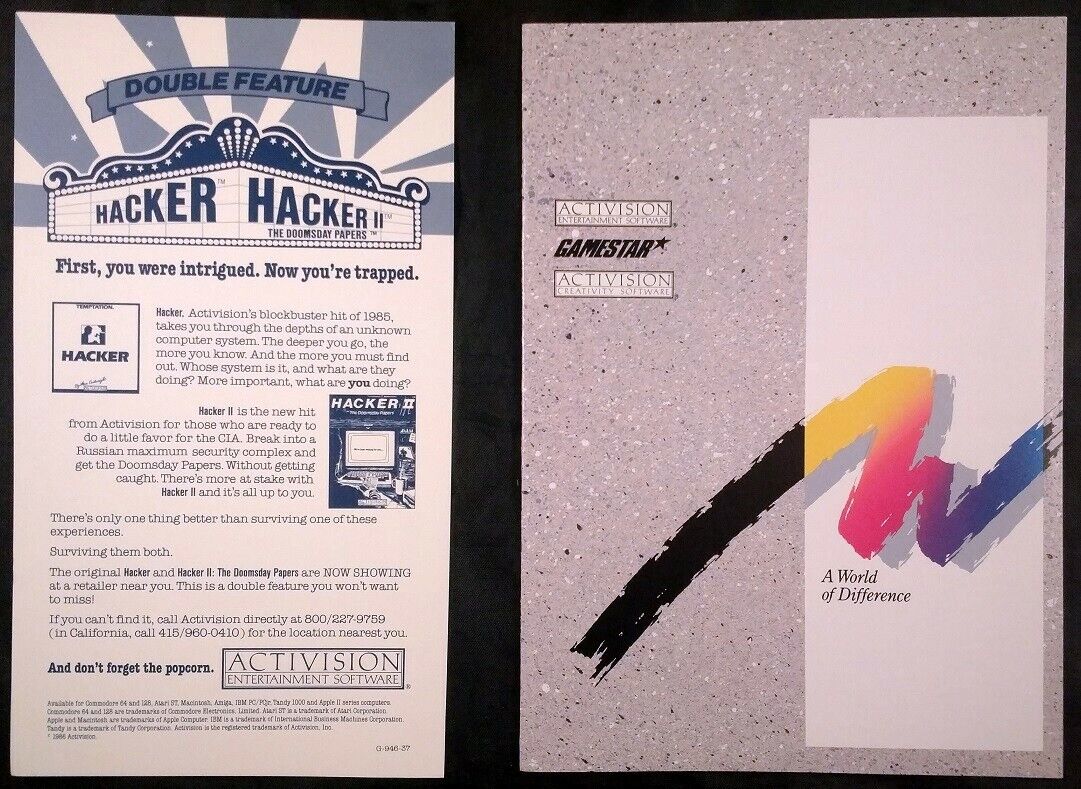 DOUBLE FEATURE
HACKER™ HACKER II™
THE DOOMSDAY PAPERS™
First, you were intrigued. Now you're trapped.
TEMPTATION.
HACKER
Hacker. Activision's blockbuster hit of 1985,
takes you through the depths of an unknown
computer system. The deeper you go, the
more you know. And the more you must find
out. Whose system is it, and what are they
doing? More important, what are you doing?
Hacker II is the new hit
from Activision for those who are ready to
do a little favor for the CIA. Break into a
Russian maximum security complex and
get the Doomsday Papers. Without getting
caught. There's more at stake with
Hacker II and it's all up to you.
HACKER II
The Doomsday Papers
There's only one thing better than surviving one of these
experiences.
Surviving them both.
The original Hacker and Hacker II: The Doomsday Papers are NOW SHOWING
at a retailer near you. This is a double feature you won't want
to miss!
If you can't find it, call Activision directly at 800/227-9759
(in California, call 415/960-0410) for the location nearest you.
And don't forget the popcorn.
ACTIVISION
ENTERTAINMENT SOFTWARE®
Available for Commodore 64 and 128, Atari ST, Macintosh, Amiga, IBM PC/PCjr, Tandy 1000 and Apple II series computers.
Commodore 64 and 128 are trademarks of Commodore Electronics, Limited. Atari ST is a trademark of Atari Corporation.
Apple and Macintosh are trademarks of Apple Computer. IBM is a trademark of International Business Machines Corporation.
Tandy is a trademark of Tandy Corporation. Activision is the registered trademark of Activision, Inc.
© 1986 Activision.
G-946-37
ACTIVISION
ENTERTAINMENT SOFTWARE®
GAMESTAR
ACTIVISION
CREATIVITY SOFTWARE®
A World
of Difference